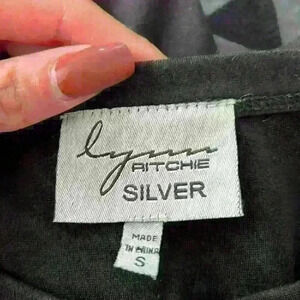 lynn
RITCHIE
SILVER
MADE
IN CHINA
S